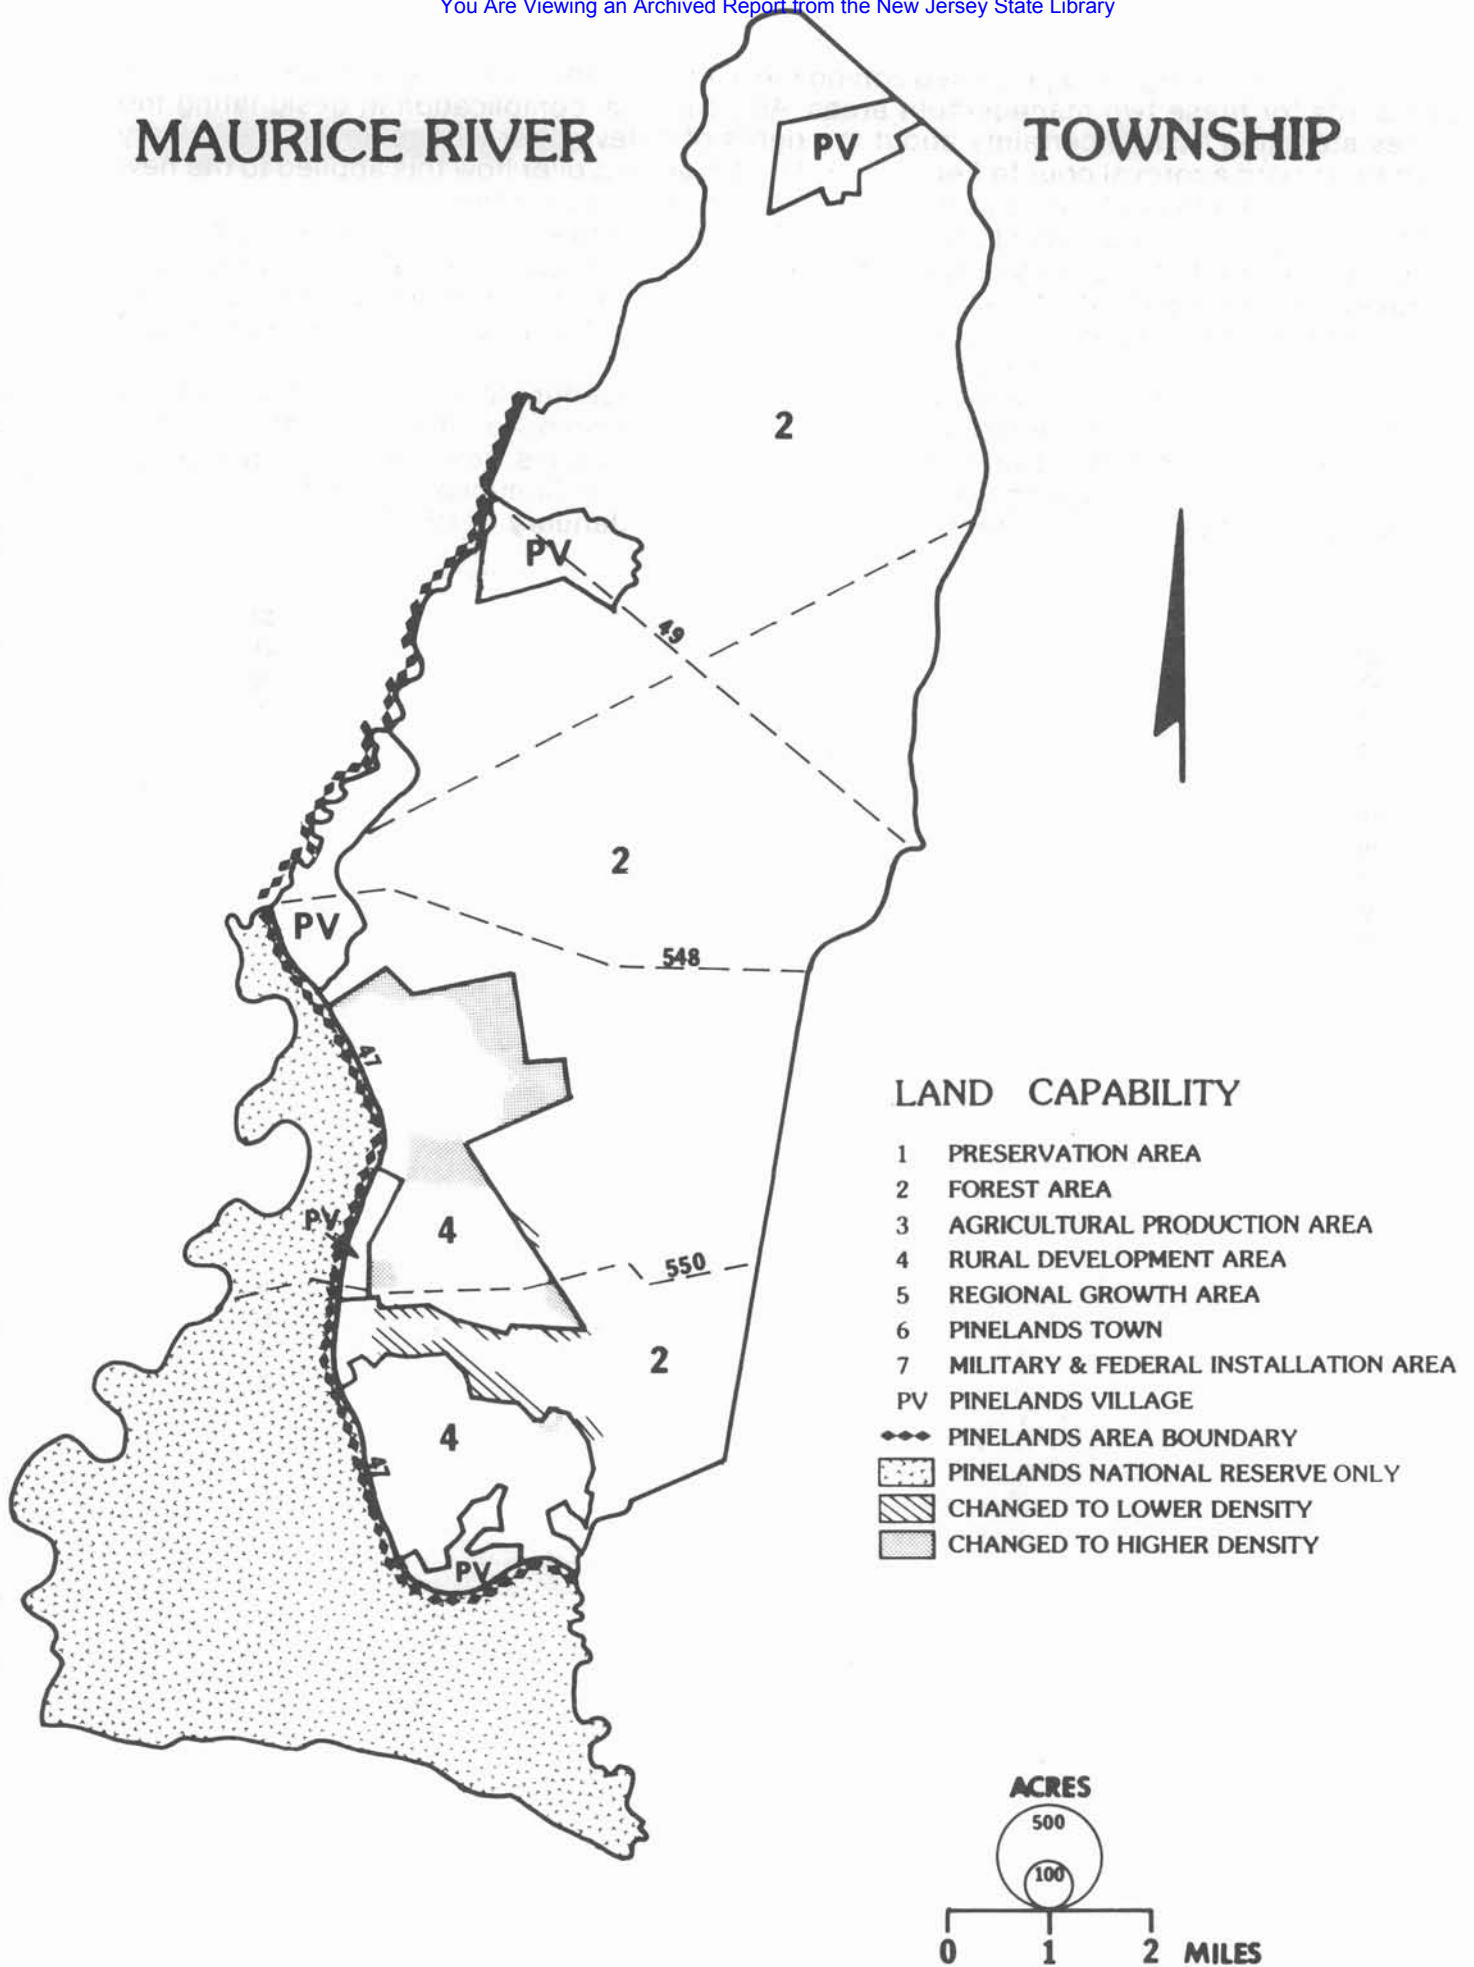 You Are Viewing an Archived Report from the New Jersey State Library
MAURICE RIVER TOWNSHIP
PV
2
PV
49
2
PV
548
47
PV
4
550
2
4
47
PV
LAND CAPABILITY
1 PRESERVATION AREA
2 FOREST AREA
3 AGRICULTURAL PRODUCTION AREA
4 RURAL DEVELOPMENT AREA
5 REGIONAL GROWTH AREA
6 PINELANDS TOWN
7 MILITARY & FEDERAL INSTALLATION AREA
PV PINELANDS VILLAGE
PINELANDS AREA BOUNDARY
PINELANDS NATIONAL RESERVE ONLY
CHANGED TO LOWER DENSITY
CHANGED TO HIGHER DENSITY
ACRES
500
100
0 1 2 MILES